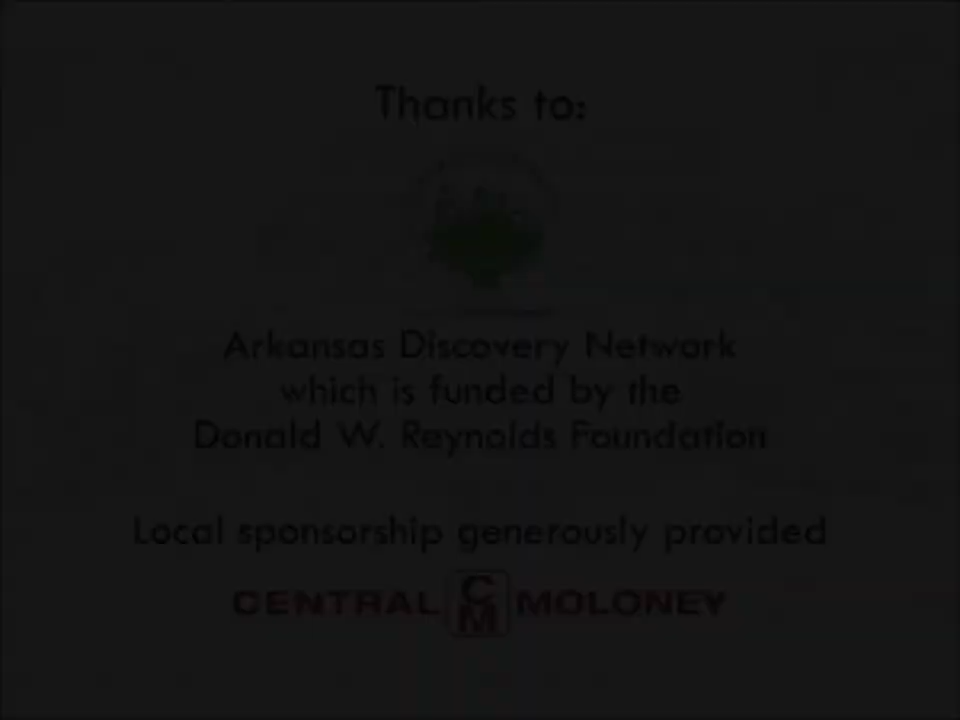 Thanks to:
Arkansas Discovery Network
which is funded by the
Donald W. Reynolds Foundation
Local sponsorship generously provided
CENTRAL CM MOLONEY